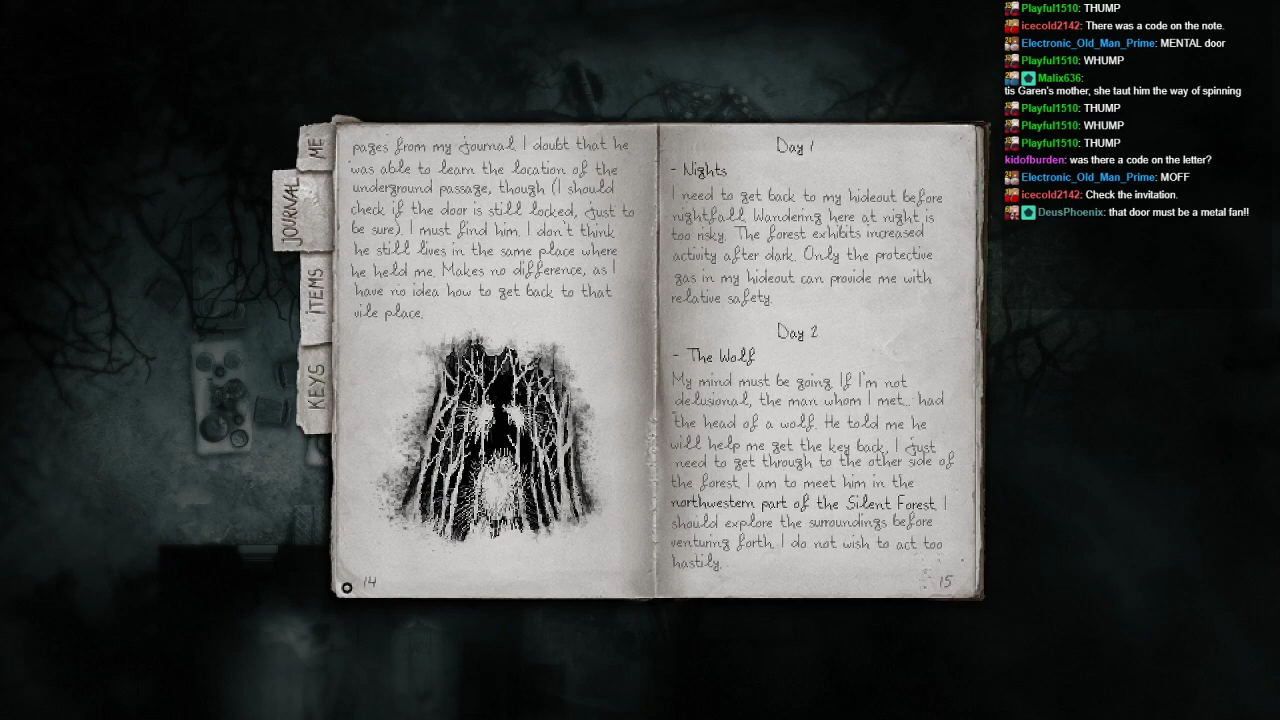 ME
JOURNAL
ITEMS
KEYS
pages from my journal. I doubt that he
was able to learn the location of the
underground passage, though (I should
check if the door is still locked, just to
be sure). I must find him. I don't think
he still lives in the same place where
he held me. Makes no difference, as I
have no idea how to get back to that
vile place.
14
Day 1
- Nights
I need to get back to my hideout before
nightfall. Wandering here at night is
too risky. The forest exhibits increased
activity after dark. Only the protective
gas in my hideout can provide me with
relative safety.
Day 2
- The Wolf
My mind must be going. If I'm not
delusional, the man whom I met... had
the head of a wolf. He told me he
will help me get the key back, I just
need to get through to the other side of
the forest. I am to meet him in the
northwestern part of the Silent Forest. I
should explore the surroundings before
venturing forth. I do not wish to act too
hastily.
15
Playful1510: THUMP
icecold2142: There was a code on the note.
Electronic_Old_Man_Prime: MENTAL door
Playful1510: WHUMP
Malix636:
tis Garen's mother, she taut him the way of spinning
Playful1510: THUMP
Playful1510: WHUMP
Playful1510: THUMP
kidofburden: was there a code on the letter?
Electronic_Old_Man_Prime: MOFF
icecold2142: Check the invitation.
DeusPhoenix: that door must be a metal fan!!